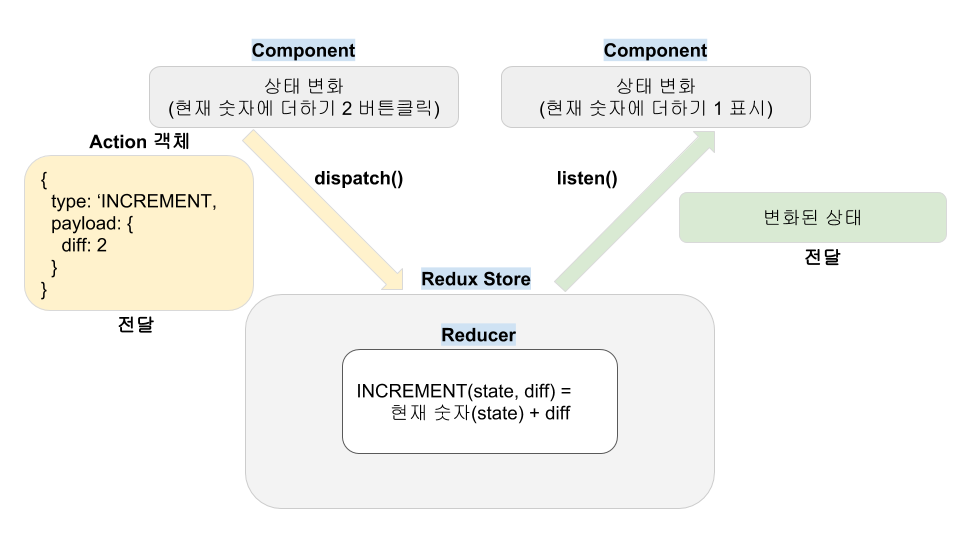 Component
상태 변화
(현재 숫자에 더하기 2 버튼클릭)
Component
상태 변화
(현재 숫자에 더하기 1 표시)
Action 객체
{
type: ‘INCREMENT,
payload: {
diff: 2
}
}
전달
dispatch()
listen()
변화된 상태
전달
Redux Store
Reducer
INCREMENT(state, diff) =
현재 숫자(state) + diff